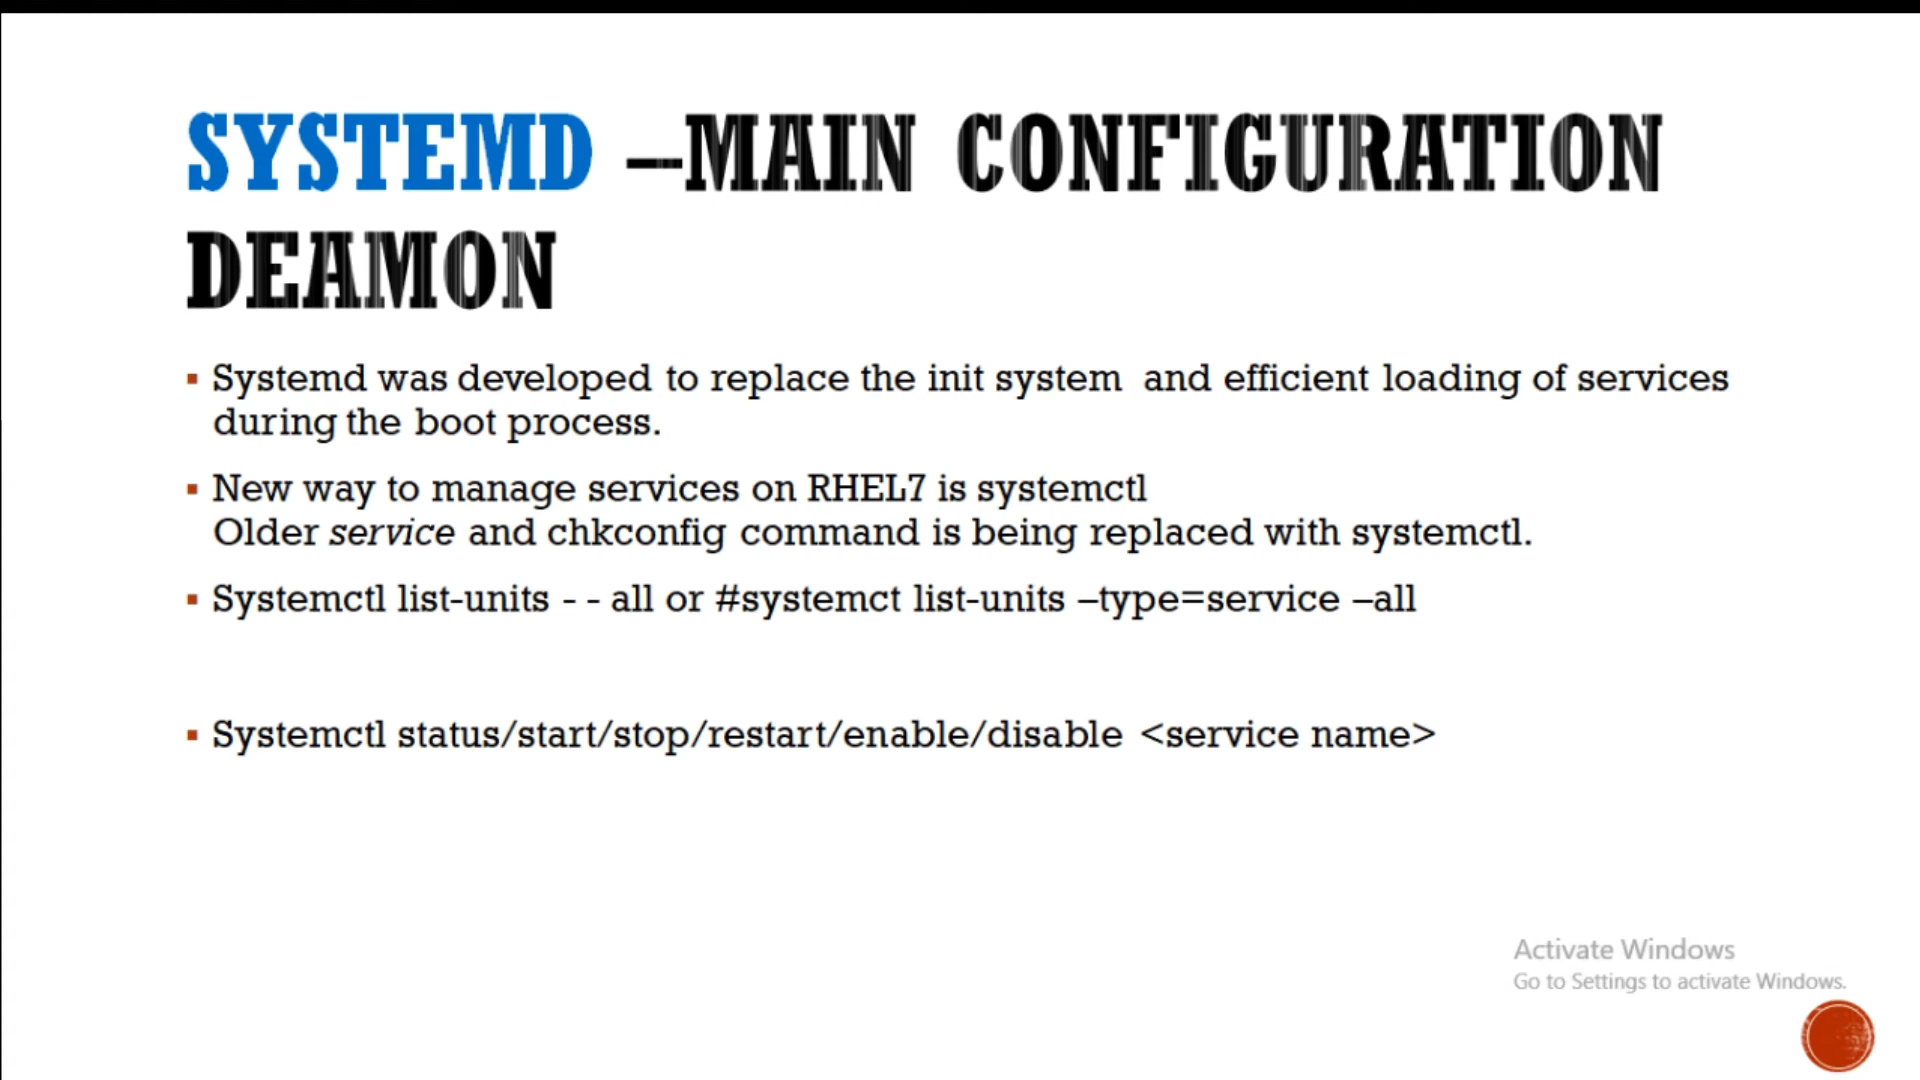 SYSTEMD –MAIN CONFIGURATION
DEAMON
Systemd was developed to replace the init system and efficient loading of services
during the boot process.
New way to manage services on RHEL7 is systemctl
Older service and chkconfig command is being replaced with systemctl.
Systemctl list-units - - all or #systemct list-units –type=service –all
Systemctl status/start/stop/restart/enable/disable <service name>
Activate Windows
Go to Settings to activate Windows.